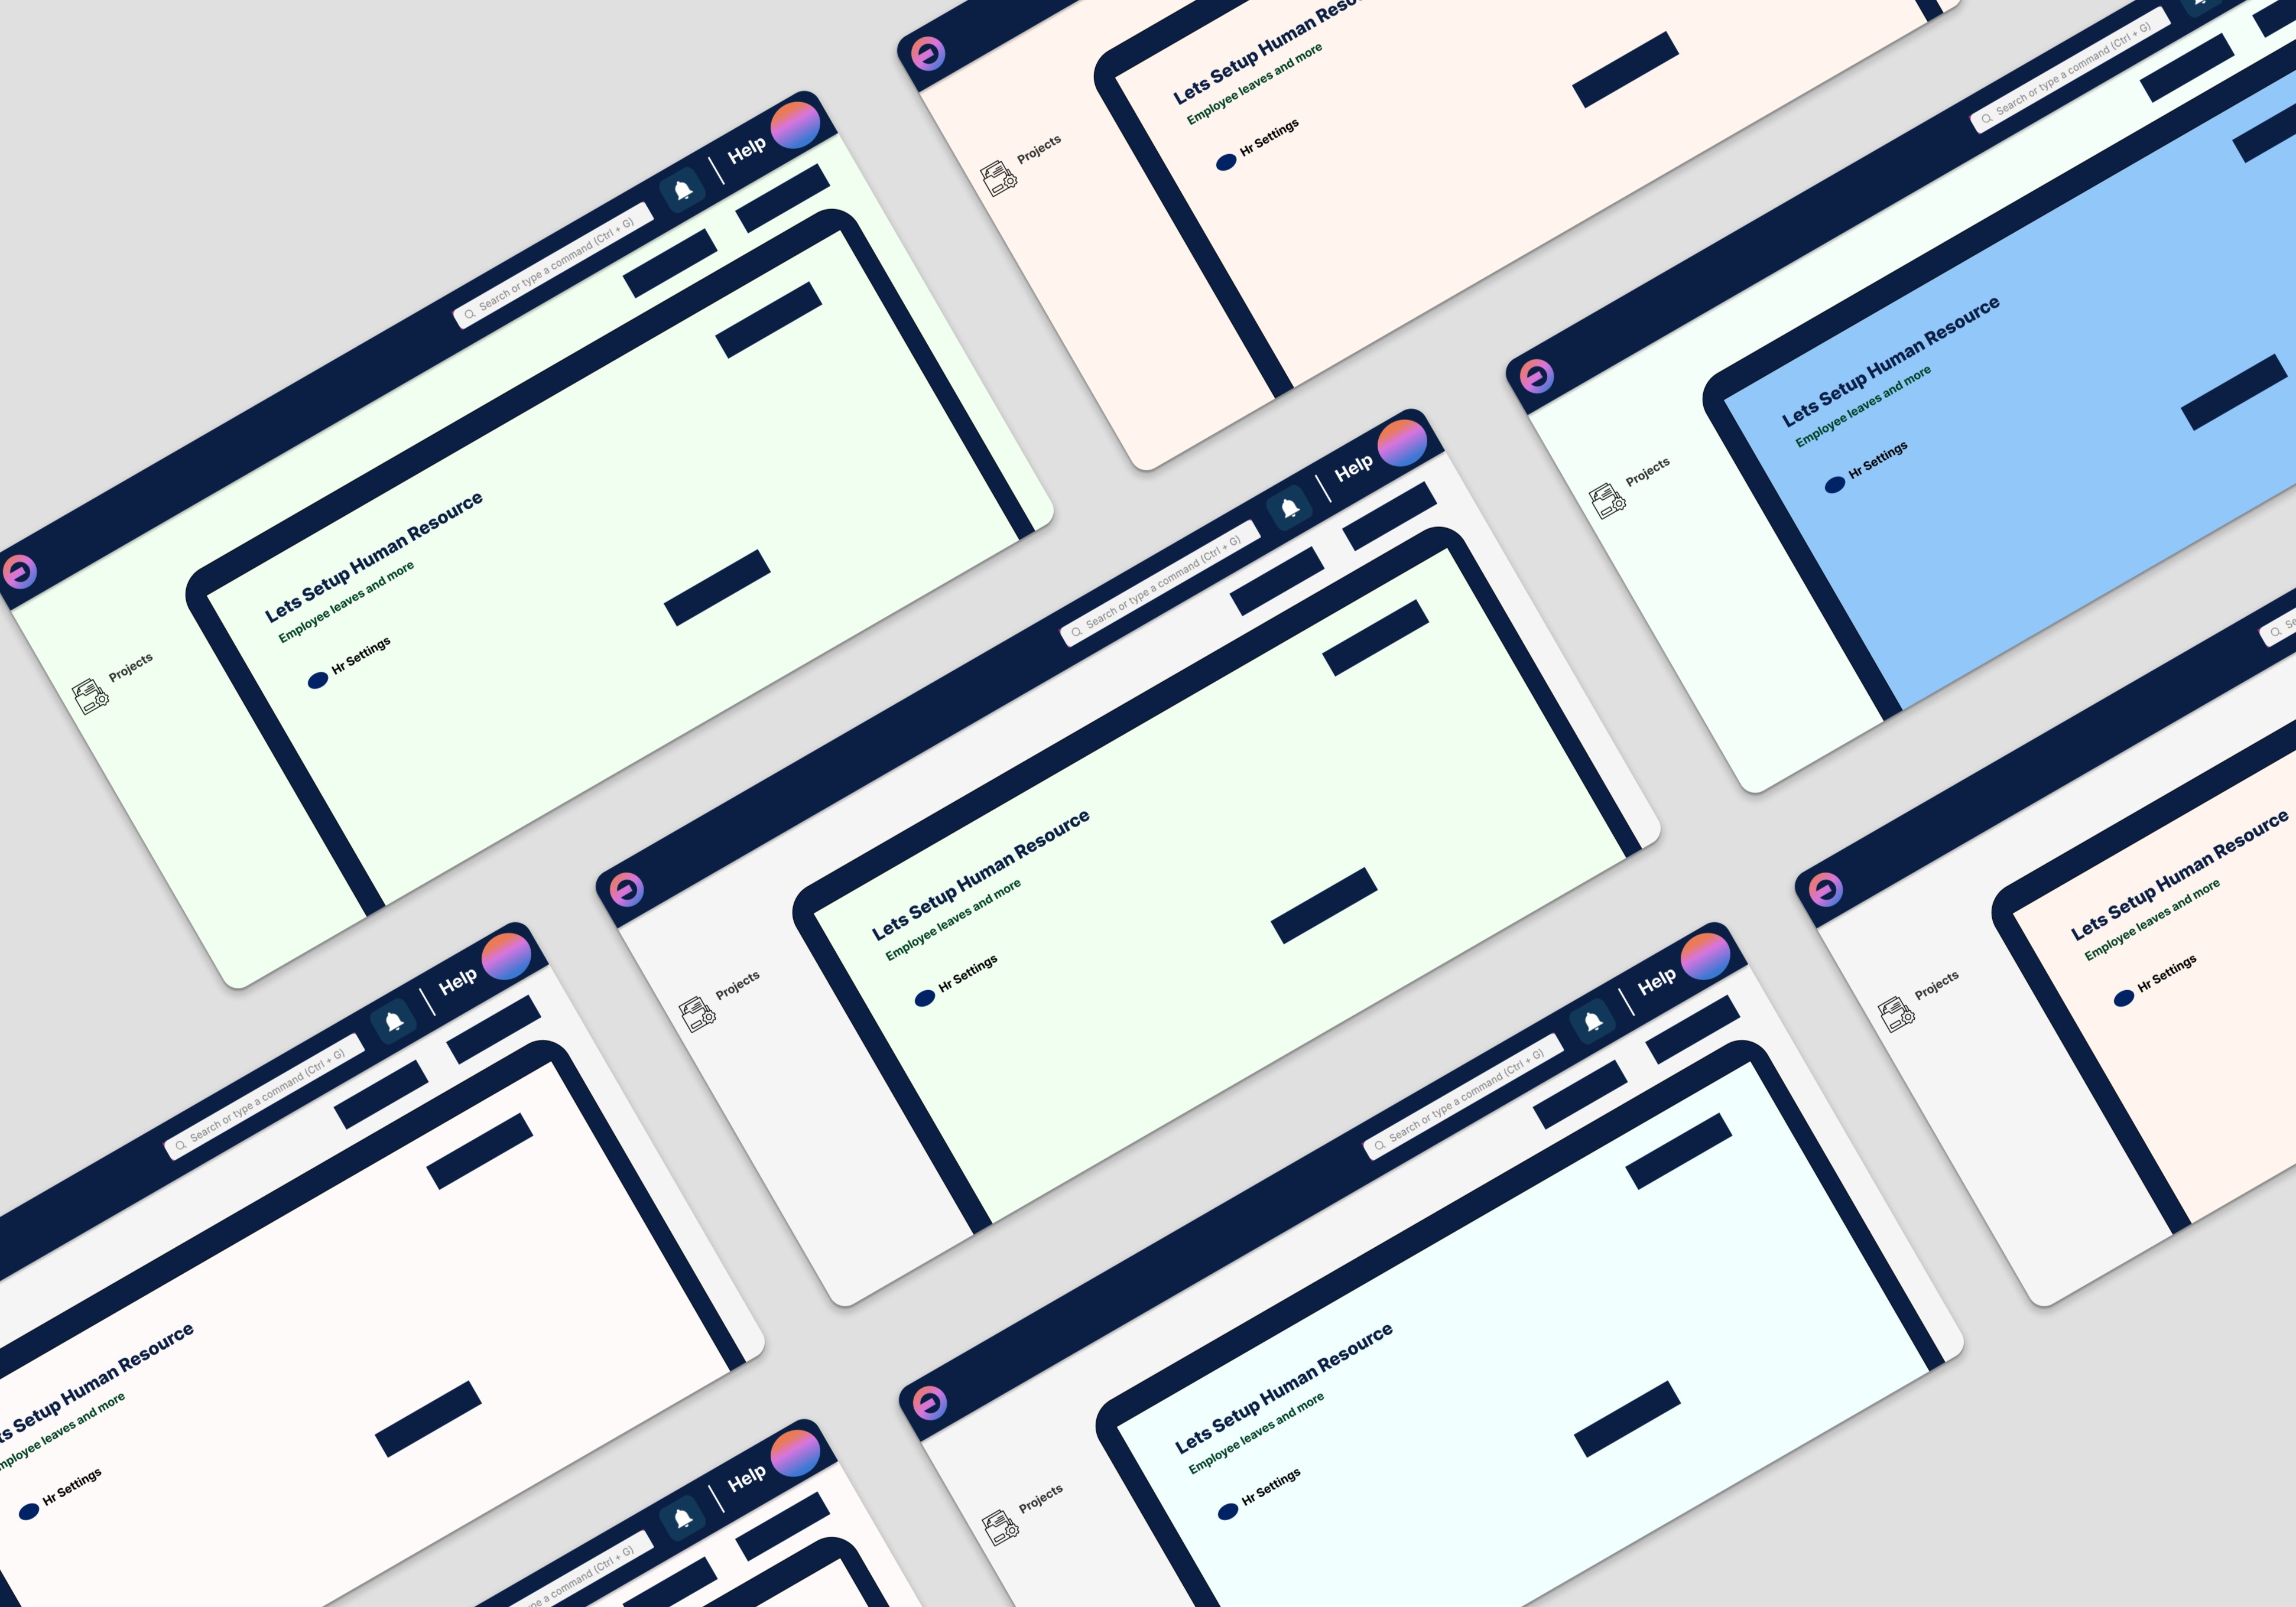 Lets Setup Human Reso
Employee leaves and more
Hr Settings
Projects
Search or type a command (Ctrl + G)
Help
Search or type a command (Ctrl + G)
Lets Setup Human Resource
Employee leaves and more
Hr Settings
Projects
Lets Setup Human Resource
Employee leaves and more
Hr Settings
Projects
Help
Search or type a command (Ctrl + G)
Lets Setup Human Resource
Employee leaves and more
Hr Settings
Projects
Se
Lets Setup Human Resource
Employee leaves and more
Hr Settings
Projects
Help
Search or type a command (Ctrl + G)
ts Setup Human Resource
mployee leaves and more
Hr Settings
Help
Search or type a command (Ctrl + G)
Lets Setup Human Resource
Employee leaves and more
Hr Settings
Projects
Help
pe a command (Ctrl + G)